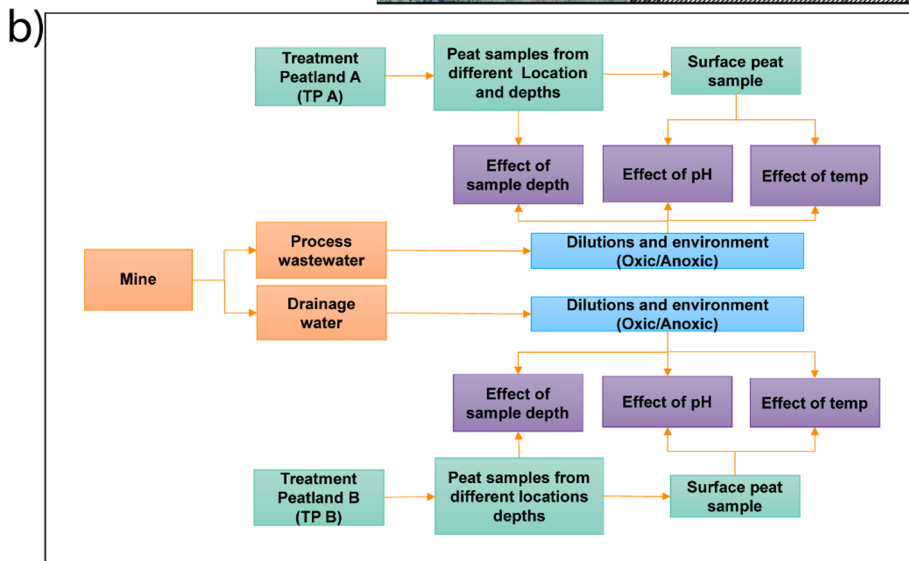 b)
Treatment
Peatland A
(TP A)
Peat samples from
different Location
and depths
Surface peat
sample
Effect of
sample depth
Effect of pH
Effect of temp
Process
wastewater
Dilutions and environment
(Oxic/Anoxic)
Mine
Drainage
water
Dilutions and environment
(Oxic/Anoxic)
Effect of
sample depth
Effect of pH
Effect of temp
Treatment
Peatland B
(TP B)
Peat samples from
different locations
depths
Surface peat
sample